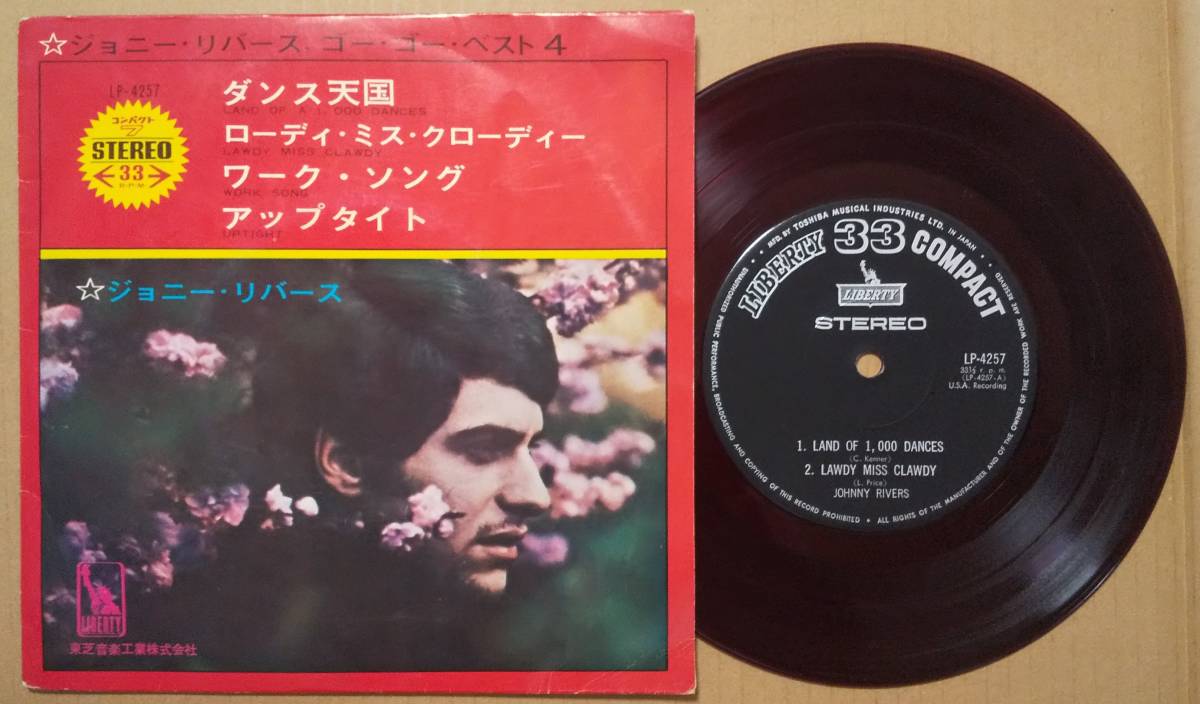 ☆ジョニー・リバース、ゴー・ゴー・ベスト4
LP-4257
コンパクト
7
STEREO
33
R・P・M
ダンス天国
LAND OF A 1,000 DANCES
ローディ・ミス・クローディー
LAWDY MISS CLAWDY
ワーク・ソング
WORK SONG
アップタイト
UPTIGHT
☆ジョニー・リバース
LIBERTY
東芝音楽工業株式会社
MFD. BY TOSHIBA MUSICAL INDUSTRIES LTD. IN JAPAN
LIBERTY 33 COMPACT
LIBERTY
STEREO
LP-4257
33⅓ r. p. m.
(LP-4257-A)
U.S.A. Recording
1. LAND OF 1,000 DANCES
(C. Kenner)
2. LAWDY MISS CLAWDY
(L. Price)
JOHNNY RIVERS
UNAUTHORIZED PUBLIC PERFORMANCE, BROADCASTING AND COPYING OF THIS RECORD PROHIBITED • ALL RIGHTS OF THE MANUFACTURER AND OF THE OWNER OF THE RECORDED WORK ARE RESERVED